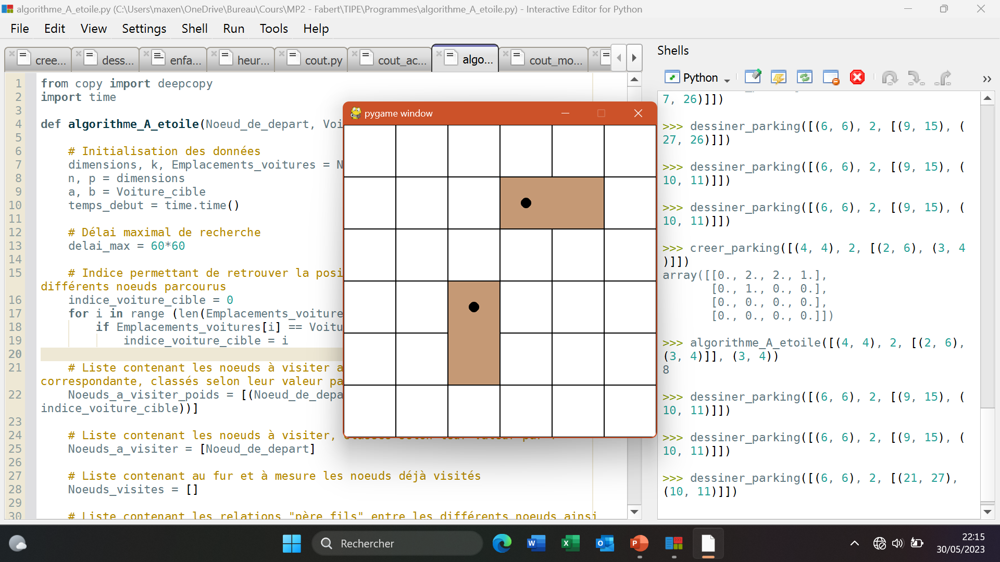 algorithme_A_etoile.py (C:\Users\maxen\OneDrive\Bureau\Cours\MP2 - Fabert\TIPE\Programmes\algorithme_A_etoile.py) - Interactive Editor for Python
File Edit View Settings Shell Run Tools Help
cree... dess... enfa... heur... cout.py cout_ac... algo... cout_mo...
1 from copy import deepcopy
2 import time
3
4 def algorithme_A_etoile(Noeud_de_depart, Voi
5
6 # Initialisation des données
7 dimensions, k, Emplacements_voitures = N
8 n, p = dimensions
9 a, b = Voiture_cible
10 temps_debut = time.time()
11
12 # Délai maximal de recherche
13 delai_max = 60*60
14
15 # Indice permettant de retrouver la posi
différents noeuds parcourus
16 indice_voiture_cible = 0
17 for i in range (len(Emplacements_voiture
18 if Emplacements_voitures[i] == Voitu
19 indice_voiture_cible = i
20
21 # Liste contenant les noeuds à visiter a
correspondante, classés selon leur valeur pa
22 Noeuds_a_visiter_poids = [(Noeud_de_depa
indice_voiture_cible))]
23
24 # Liste contenant les noeuds à visiter,
25 Noeuds_a_visiter = [Noeud_de_depart]
26
27 # Liste contenant au fur et à mesure les noeuds déjà visités
28 Noeuds_visites = []
29
30 # Liste contenant les relations "père fils" entre les différents noeuds ainsi
pygame window
Shells
Python
7, 26)]])
>>> dessiner_parking([(6, 6), 2, [(9, 15), (
27, 26)]])
>>> dessiner_parking([(6, 6), 2, [(9, 15), (
10, 11)]])
>>> dessiner_parking([(6, 6), 2, [(9, 15), (
10, 11)]])
>>> creer_parking([(4, 4), 2, [(2, 6), (3, 4
)]])
array([[0., 2., 2., 1.],
[0., 1., 0., 0.],
[0., 0., 0., 0.],
[0., 0., 0., 0.]])
>>> algorithme_A_etoile([(4, 4), 2, [(2, 6),
(3, 4)]], (3, 4))
8
>>> dessiner_parking([(6, 6), 2, [(9, 15), (
10, 11)]])
>>> dessiner_parking([(6, 6), 2, [(9, 15), (
10, 11)]])
>>> dessiner_parking([(6, 6), 2, [(21, 27),
(10, 11)]])
Rechercher
22:15
30/05/2023